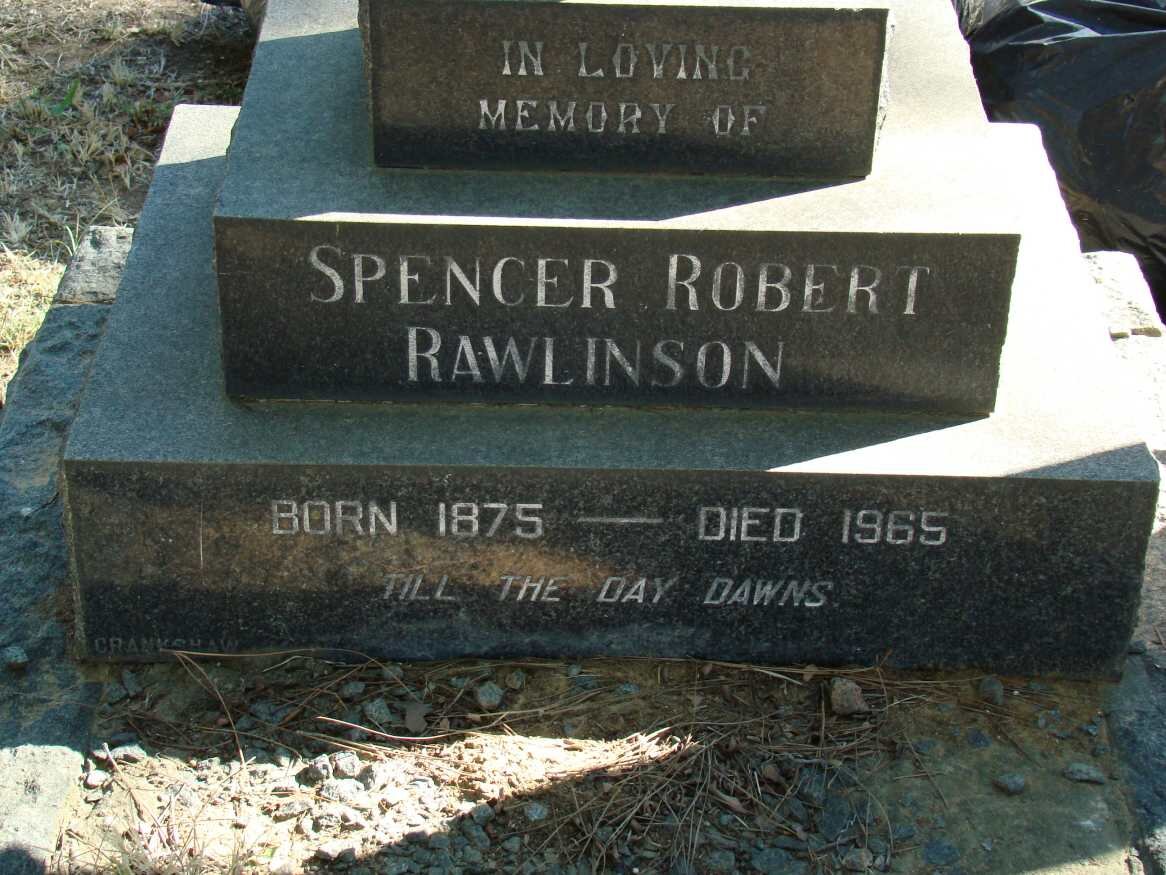 IN LOVING
MEMORY OF
SPENCER ROBERT
RAWLINSON
BORN 1875 — DIED 1965
TILL THE DAY DAWNS.
CRANKSHAW